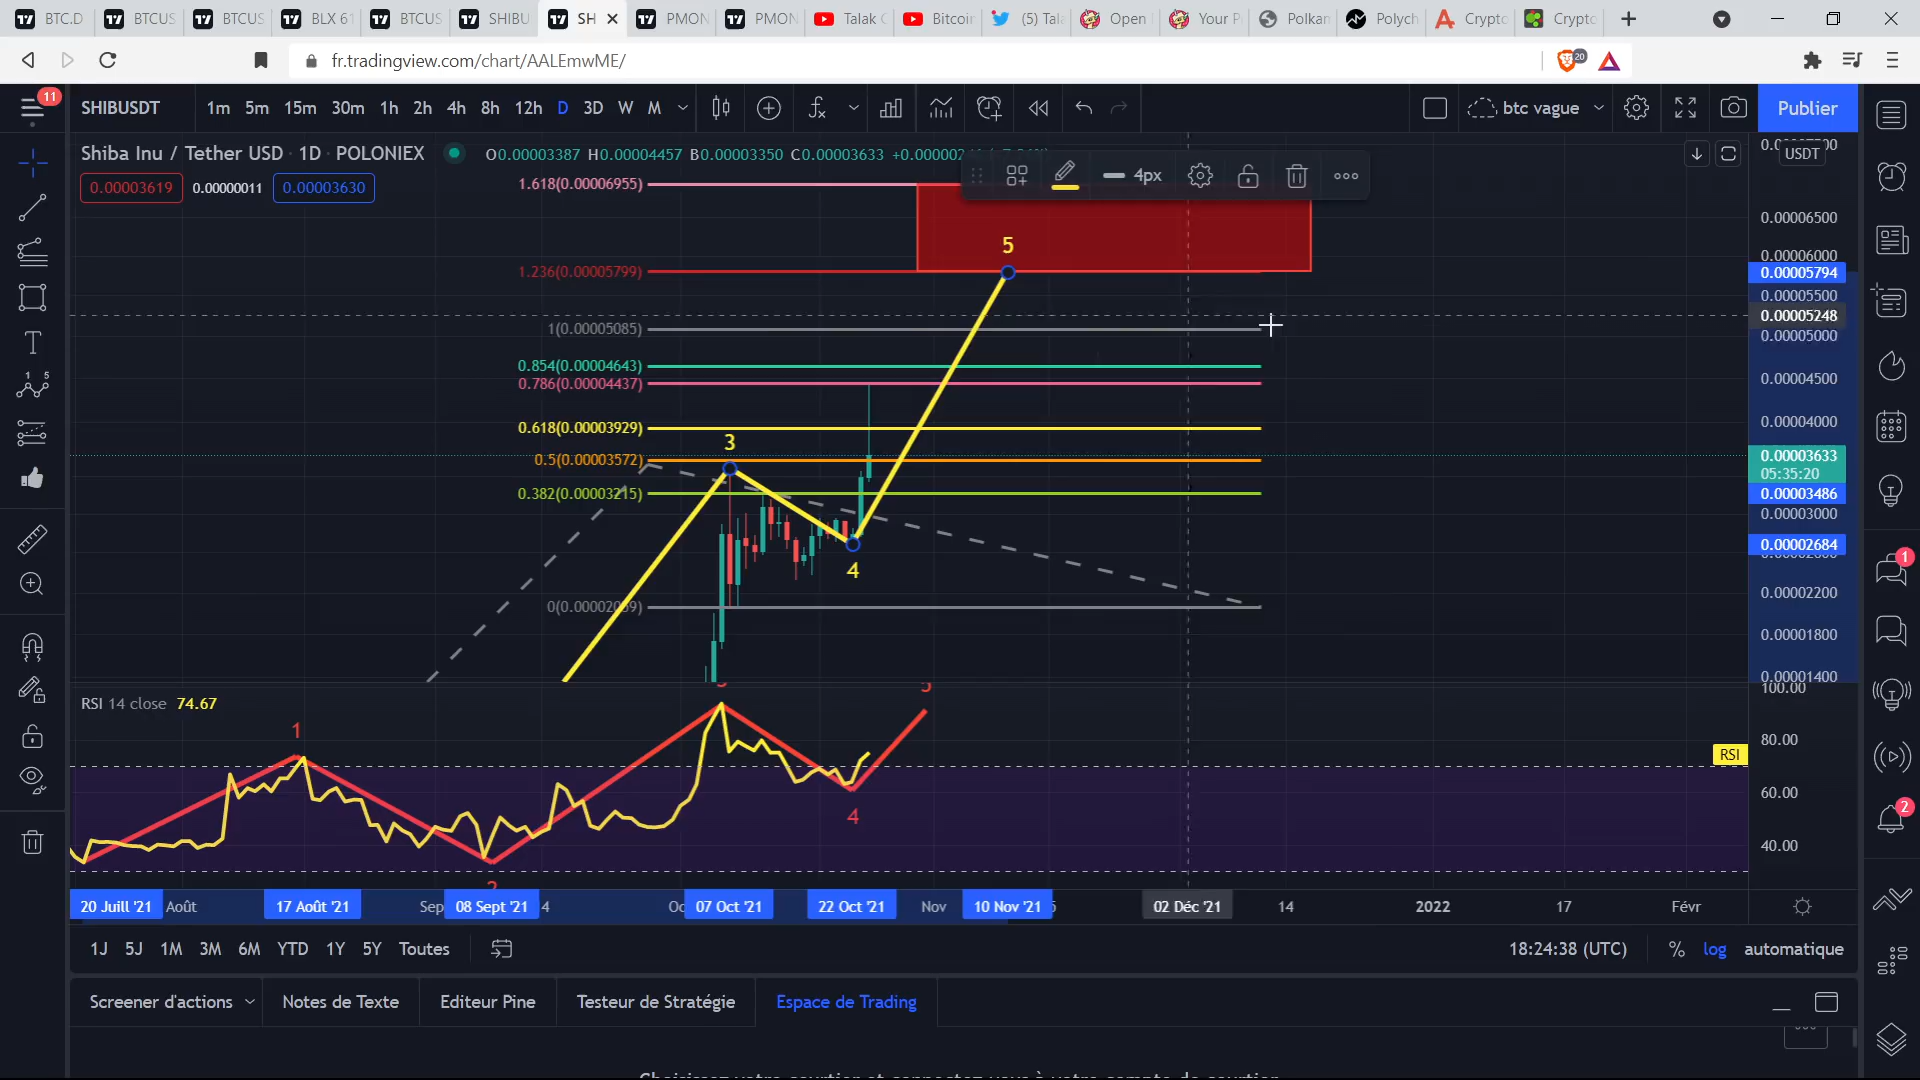 BTC.D
BTCUS
BTCUS
BLX 61
BTCUS
SHIBU
SH
PMON
PMON
Talak C
Bitcoin
(5) Tala
Open
Your P
Polkan
Polych
Crypto
Crypto
fr.tradingview.com/chart/AALEmwME/
20
11
SHIBUSDT
1m 5m 15m 30m 1h 2h 4h 8h 12h D 3D W M
btc vague
Publier
Shiba Inu / Tether USD · 1D · POLONIEX
O0.00003387 H0.00004457 B0.00003350 C0.00003633
USDT
0.00003619
0.00000011
0.00003630
4px
1.618(0.00006955)
0.00006500
5
0.00006000
1.236(0.00005799)
0.00005794
0.00005500
0.00005248
1(0.00005085)
0.00005000
0.854(0.00004643)
0.786(0.00004437)
0.00004500
0.618(0.00003929)
0.00004000
3
0.5(0.00003572)
0.00003633
05:35:20
0.382(0.00003215)
0.00003486
0.00003000
0.00002684
4
1
0.00002200
0.00001800
0.00001400
100.00
RSI 14 close 74.67
1
5
80.00
RSI
60.00
4
2
40.00
2
20 Juill '21
Août
17 Août '21
Sep
08 Sept '21
4
Oc
07 Oct '21
22 Oct '21
Nov
10 Nov '21
02 Déc '21
14
2022
17
Févr
1J 5J 1M 3M 6M YTD 1Y 5Y Toutes
18:24:38 (UTC)
% log automatique
Screener d'actions
Notes de Texte
Editeur Pine
Testeur de Stratégie
Espace de Trading